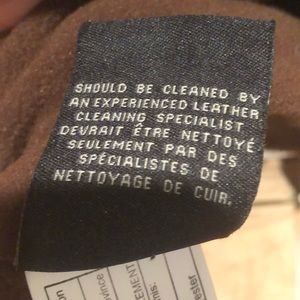 SHOULD BE CLEANED BY
AN EXPERIENCED LEATHER
CLEANING SPECIALIST
DEVRAIT ÊTRE NETTOYÉ
SEULEMENT PAR DES
SPÉCIALISTES DE
NETTOYAGE DE CUIR.